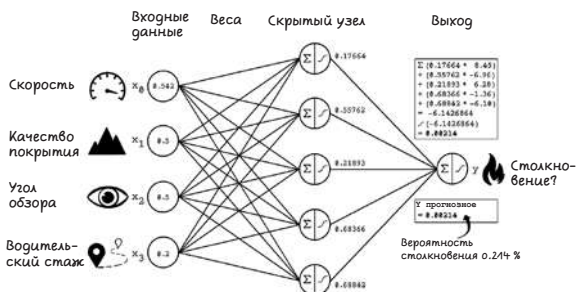 Входные
данные
Веса
Скрытый узел
Выход
Скорость
x₀
0.542
Качество
покрытия
x₁
0.5
Угол
обзора
x₂
0.5
Водитель-
ский стаж
x₃
0.2
Σ
0.17664
Σ
0.55762
Σ
0.21893
Σ
0.68366
Σ
0.68842
Σ (0.17664 * 8.40)
+ (0.55762 * -6.96)
+ (0.21893 * 6.28)
+ (0.68366 * -1.36)
+ (0.68842 * -6.10)
= -6.1426864
(-6.1426864)
= 0.00214
Σ
y
Столкно-
вение?
Y прогнозное
= 0.00214
Вероятность
столкновения 0.214 %